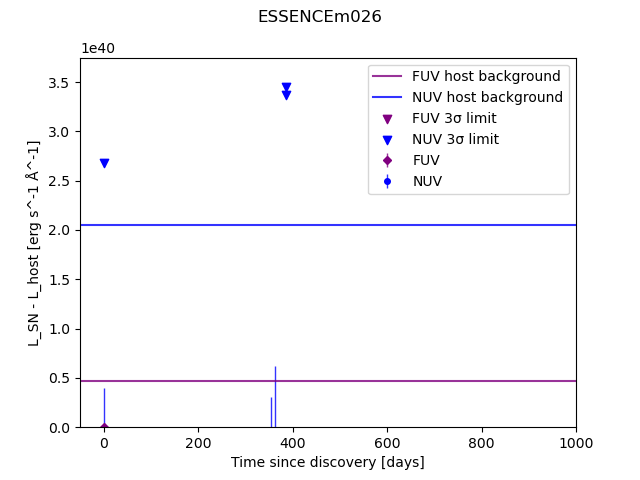 ESSENCEm026
1e40
FUV host background
NUV host background
FUV 3σ limit
NUV 3σ limit
FUV
NUV
L_SN - L_host [erg s^-1 Å^-1]
3.5
3.0
2.5
2.0
1.5
1.0
0.5
0.0
0
200
400
600
800
1000
Time since discovery [days]